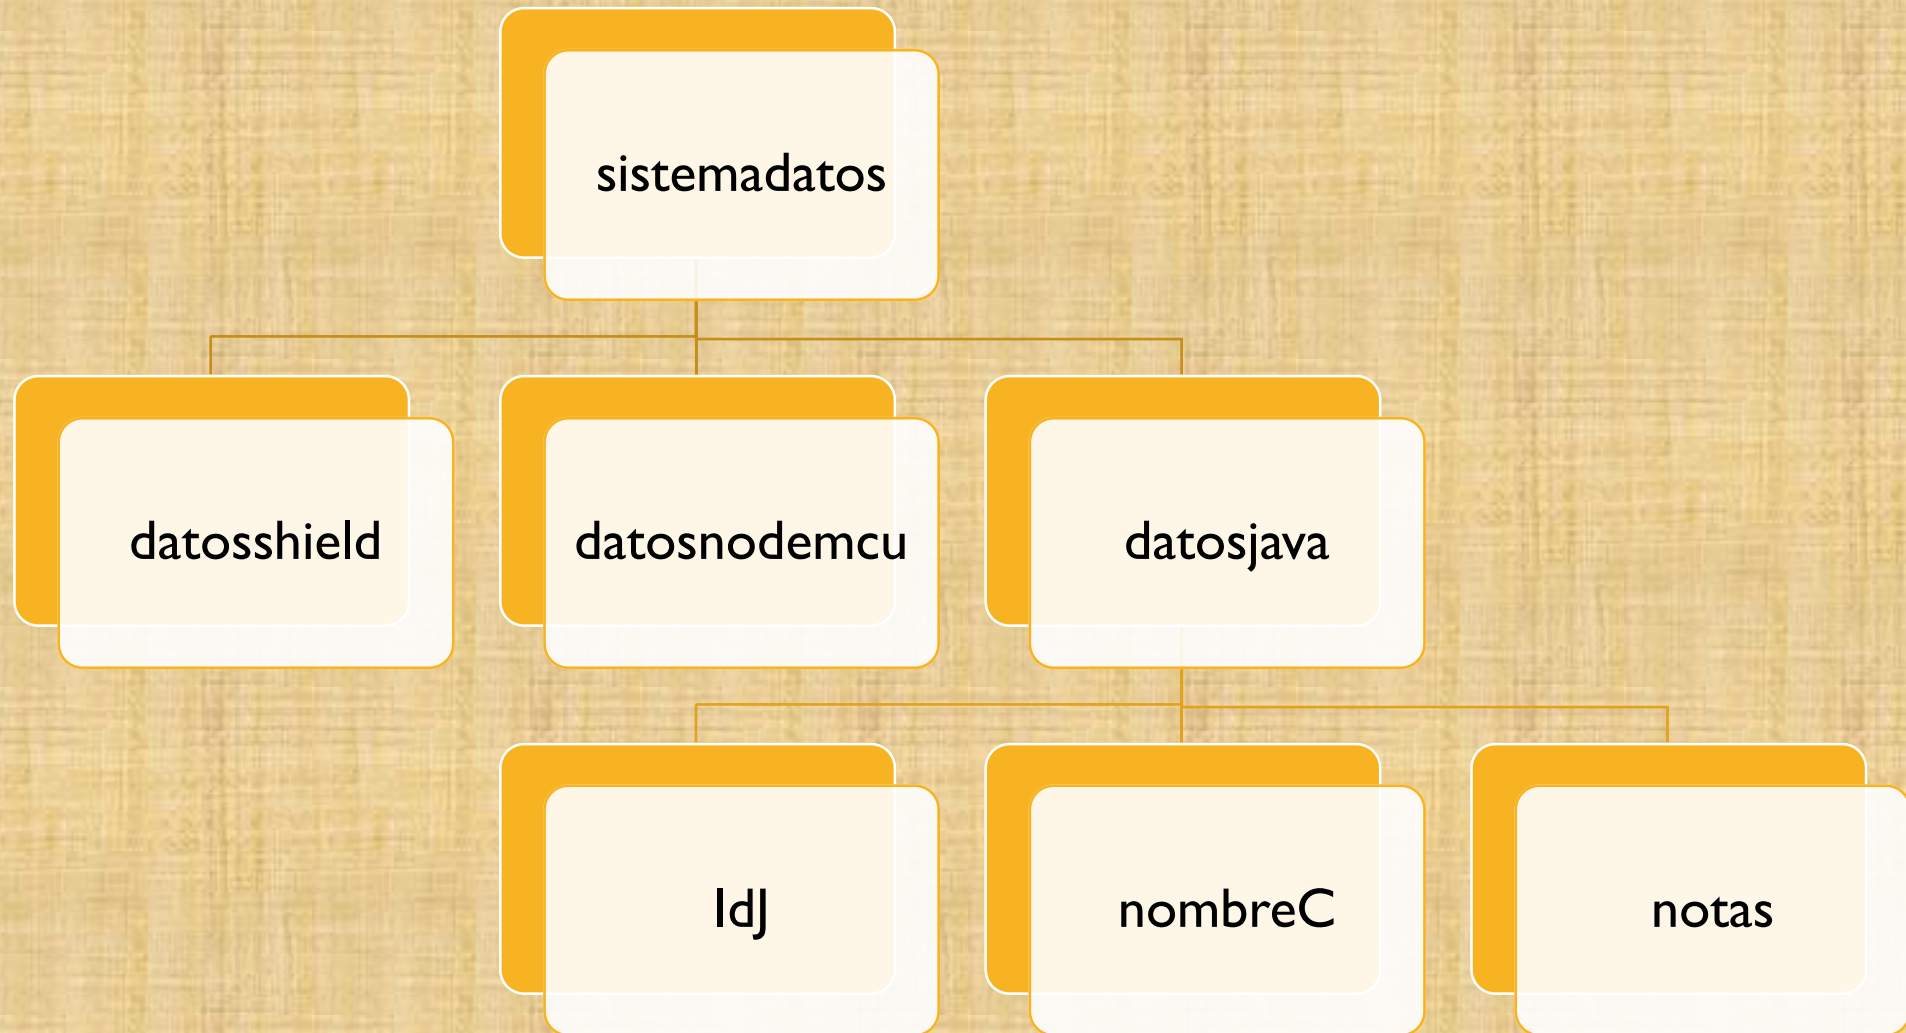 sistemadatos
datosshield
datosnodemcu
datosjava
IdJ
nombreC
notas